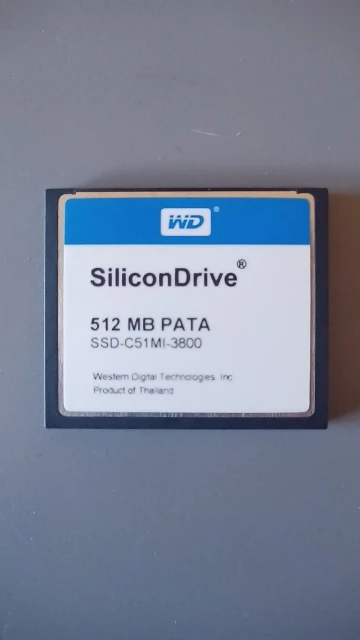 WD®
SiliconDrive®
512 MB PATA
SSD-C51MI-3800
Western Digital Technologies, Inc
Product of Thailand